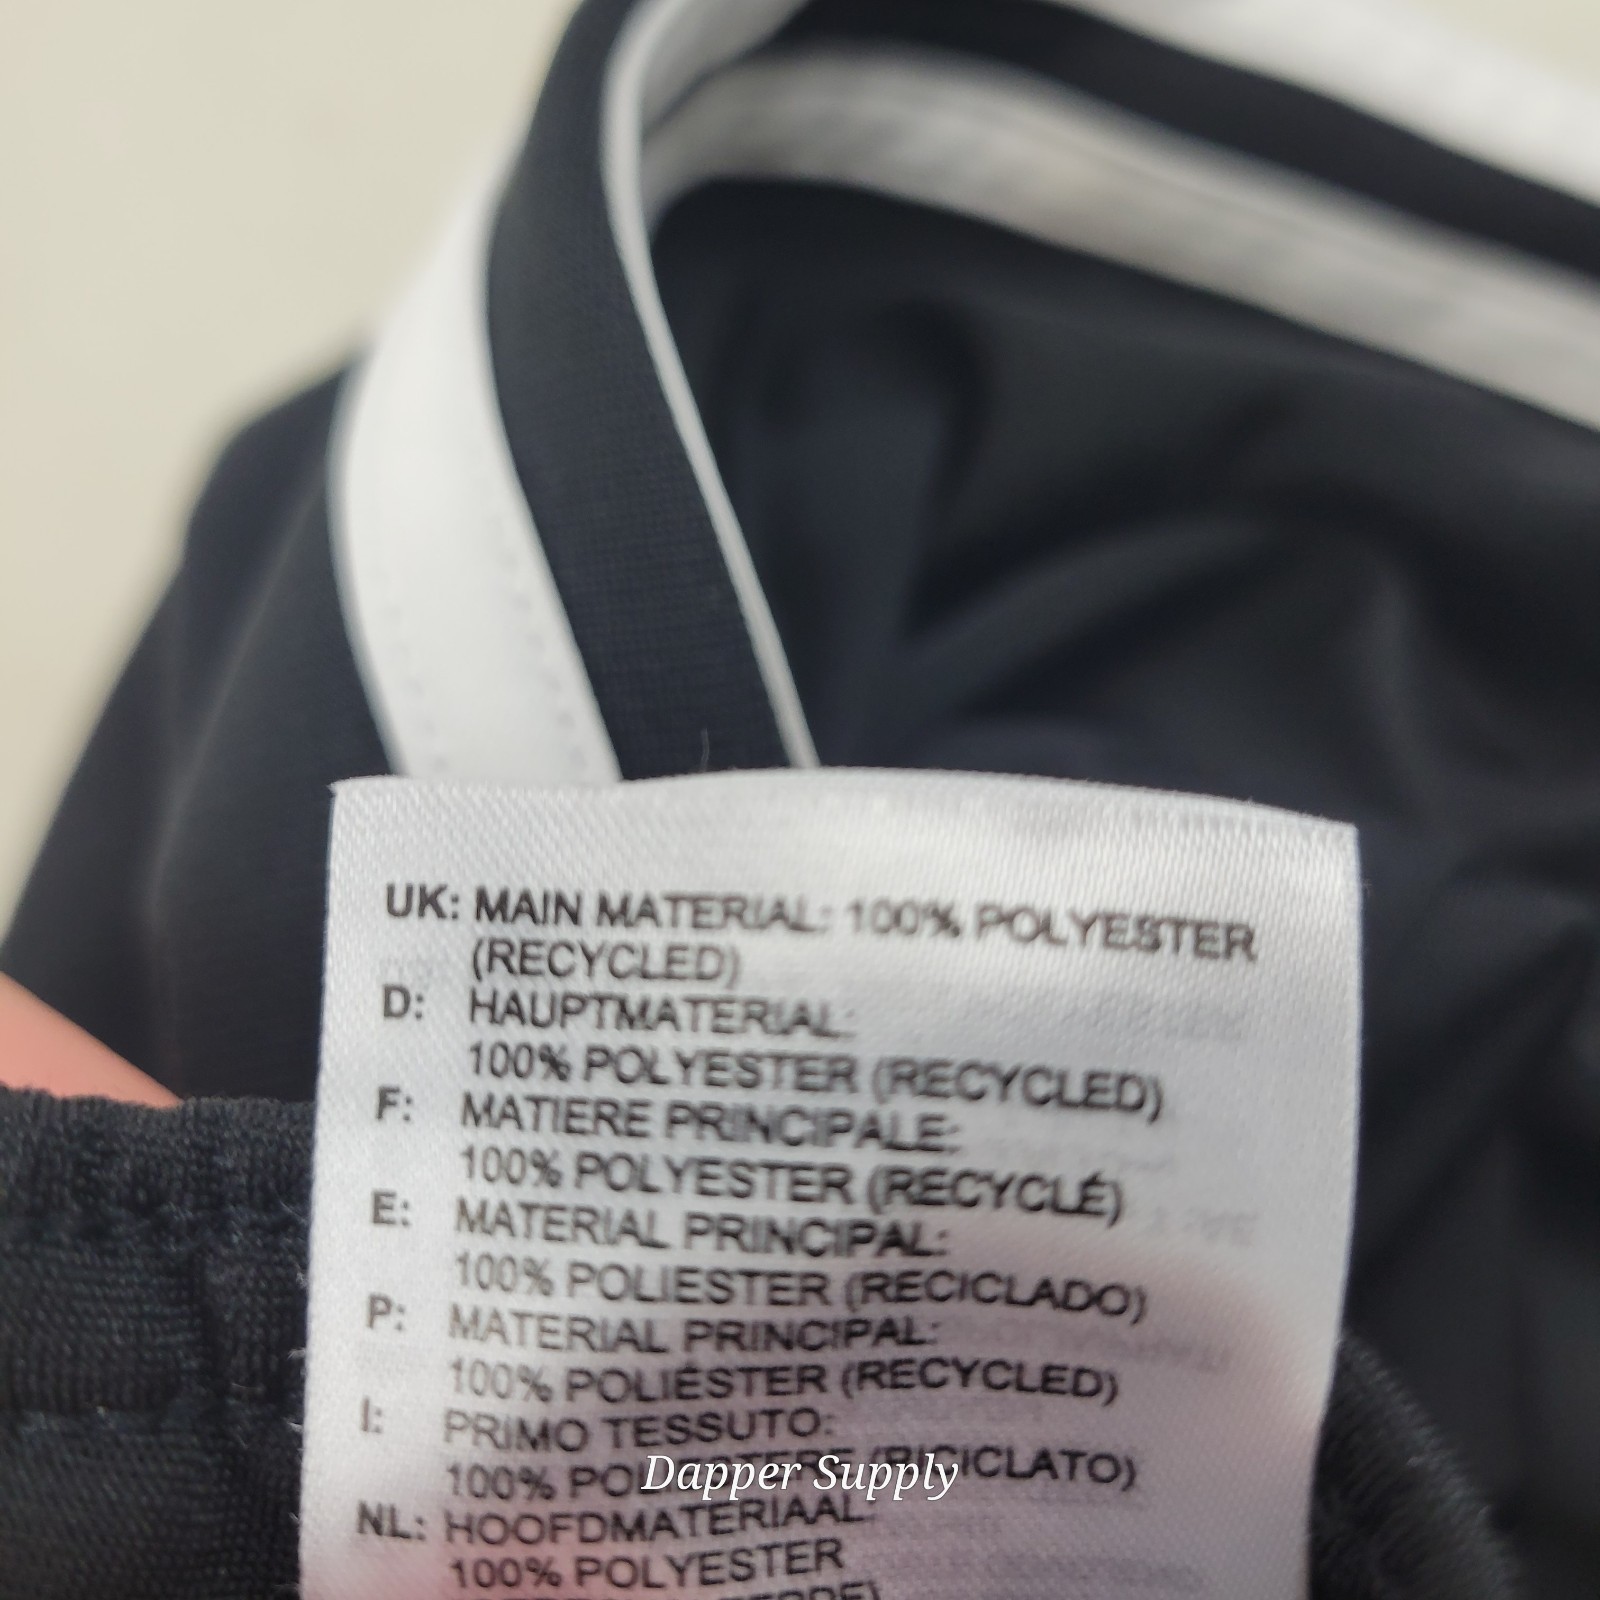 UK: MAIN MATERIAL: 100% POLYESTER
(RECYCLED)
D: HAUPTMATERIAL:
100% POLYESTER (RECYCLED)
F: MATIERE PRINCIPALE:
100% POLYESTER (RECYCLÉ)
E: MATERIAL PRINCIPAL:
100% POLIESTER (RECICLADO)
P: MATERIAL PRINCIPAL:
100% POLIÉSTER (RECYCLED)
I: PRIMO TESSUTO:
100% (RICICLATO)
Dapper Supply
NL: HOOFDMATERIAAL:
100% POLYESTER